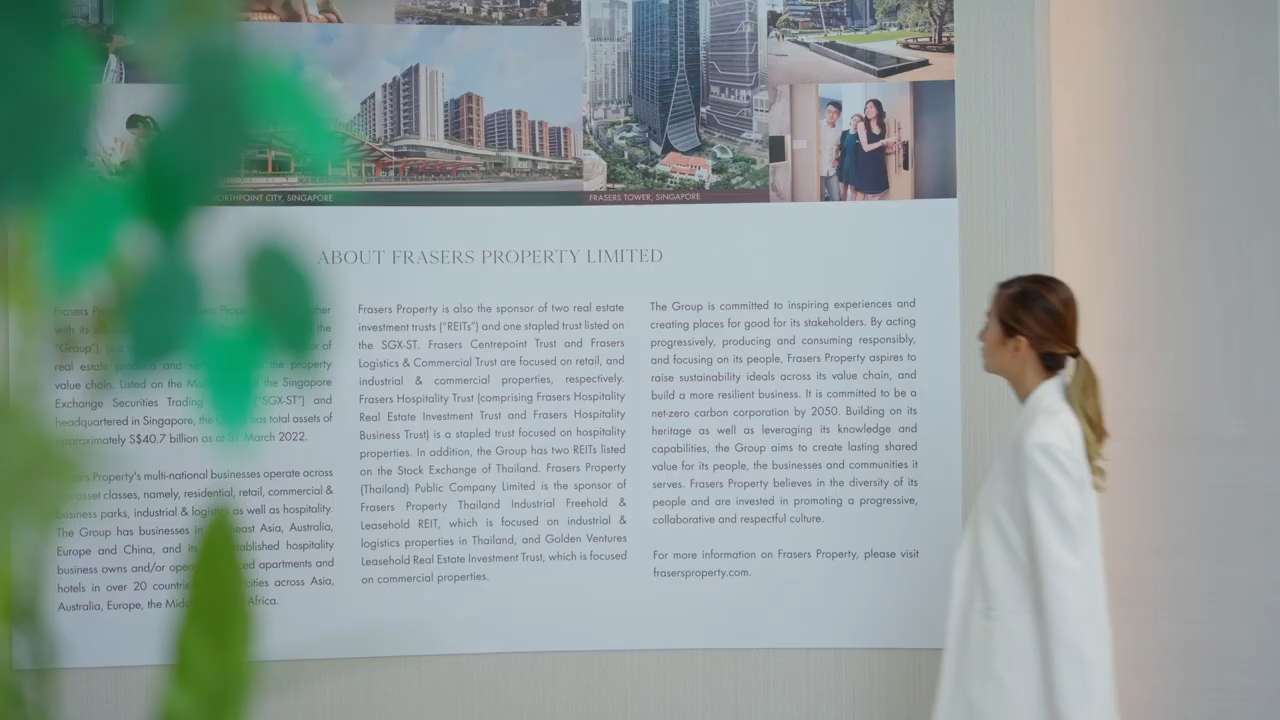 NORTHPOINT CITY, SINGAPORE
FRASERS TOWER, SINGAPORE
ABOUT FRASERS PROPERTY LIMITED
Frasers
with its the
"Group"), of
real estate and the property
value chain. Listed on the the Singapore
Exchange Securities Trading ("SGX-ST") and
headquartered in Singapore, the has total assets of
approximately S$40.7 billion as at 31 March 2022.
Frasers Property's multi-national businesses operate across
asset classes, namely, residential, retail, commercial &
business parks, industrial & logistics as well as hospitality.
The Group has businesses in Asia, Australia,
Europe and China, and its established hospitality
business owns and/or apartments and
hotels in over 20 cities across Asia,
Australia, Europe, the Africa.
Frasers Property is also the sponsor of two real estate
investment trusts ("REITs") and one stapled trust listed on
the SGX-ST. Frasers Centrepoint Trust and Frasers
Logistics & Commercial Trust are focused on retail, and
industrial & commercial properties, respectively.
Frasers Hospitality Trust (comprising Frasers Hospitality
Real Estate Investment Trust and Frasers Hospitality
Business Trust) is a stapled trust focused on hospitality
properties. In addition, the Group has two REITs listed
on the Stock Exchange of Thailand. Frasers Property
(Thailand) Public Company Limited is the sponsor of
Frasers Property Thailand Industrial Freehold &
Leasehold REIT, which is focused on industrial &
logistics properties in Thailand, and Golden Ventures
Leasehold Real Estate Investment Trust, which is focused
on commercial properties.
The Group is committed to inspiring experiences and
creating places for good for its stakeholders. By acting
progressively, producing and consuming responsibly,
and focusing on its people, Frasers Property aspires to
raise sustainability ideals across its value chain, and
build a more resilient business. It is committed to be a
net-zero carbon corporation by 2050. Building on its
heritage as well as leveraging its knowledge and
capabilities, the Group aims to create lasting shared
value for its people, the businesses and communities it
serves. Frasers Property believes in the diversity of its
people and are invested in promoting a progressive,
collaborative and respectful culture.
For more information on Frasers Property, please visit
frasersproperty.com.